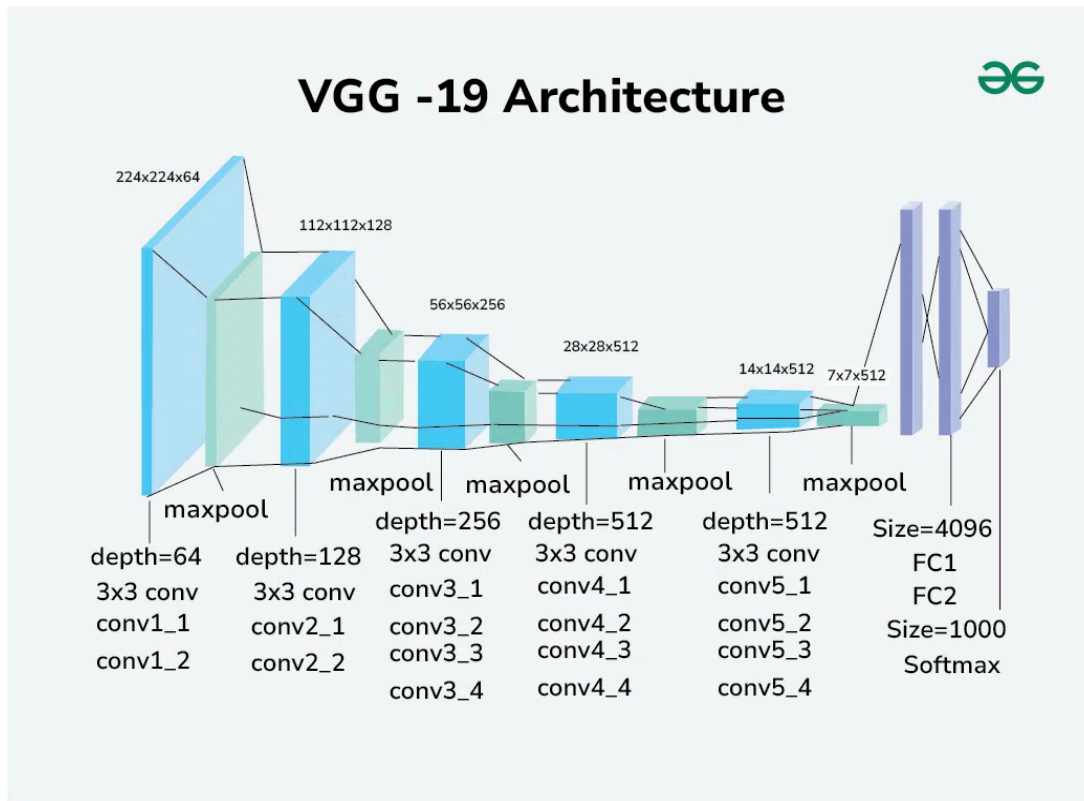 VGG -19 Architecture
224x224x64
112x112x128
56x56x256
28x28x512
14x14x512
7x7x512
maxpool
maxpool
maxpool
maxpool
maxpool
depth=64
3x3 conv
conv1_1
conv1_2
depth=128
3x3 conv
conv2_1
conv2_2
depth=256
3x3 conv
conv3_1
conv3_2
conv3_3
conv3_4
depth=512
3x3 conv
conv4_1
conv4_2
conv4_3
conv4_4
depth=512
3x3 conv
conv5_1
conv5_2
conv5_3
conv5_4
Size=4096
FC1
FC2
Size=1000
Softmax